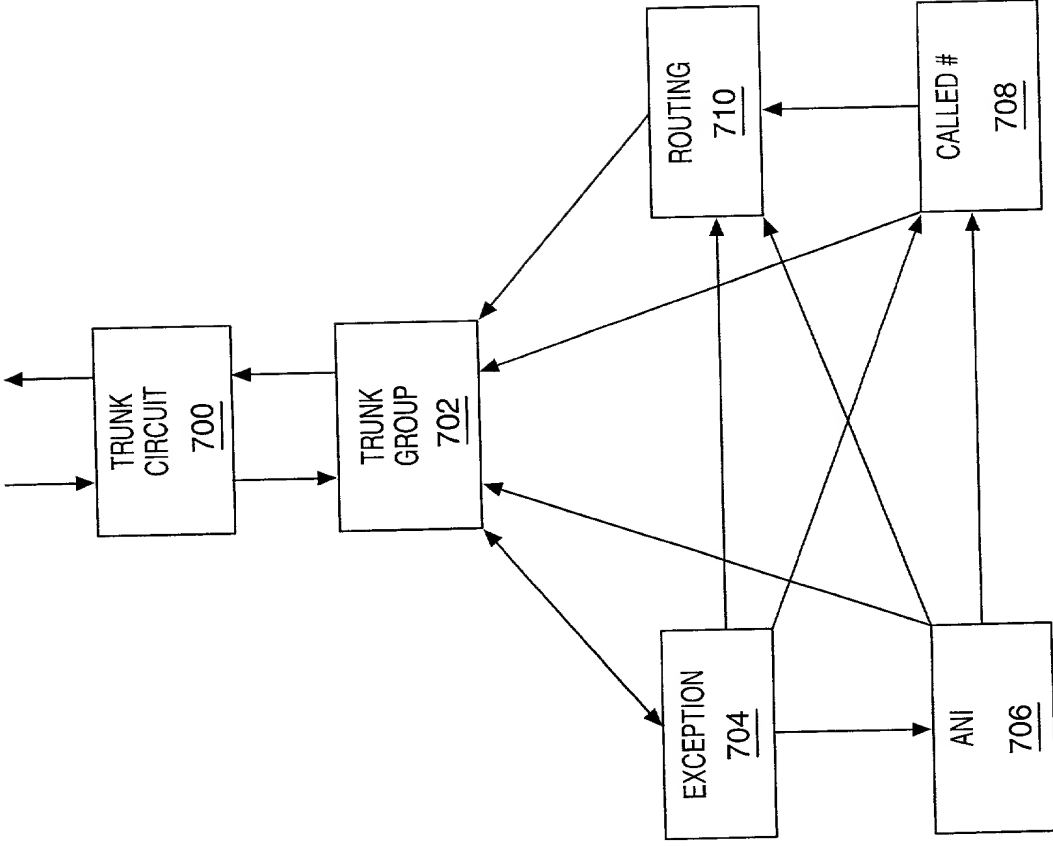 TRUNK
CIRCUIT
700
TRUNK
GROUP
702
EXCEPTION
704
ROUTING
710
ANI
706
CALLED #
708